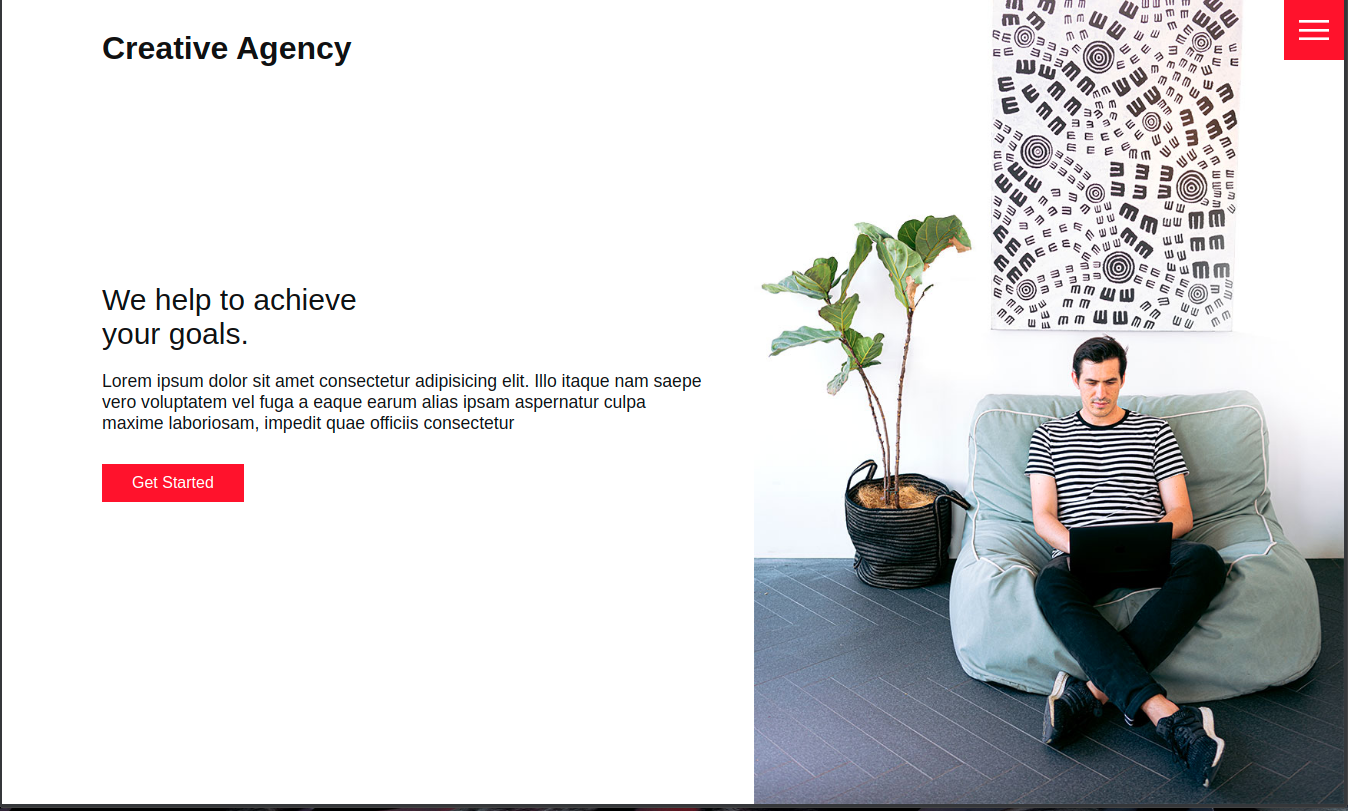 Creative Agency
We help to achieve
your goals.
Lorem ipsum dolor sit amet consectetur adipisicing elit. Illo itaque nam saepe
vero voluptatem vel fuga a eaque earum alias ipsam aspernatur culpa
maxime laboriosam, impedit quae officiis consectetur
Get Started